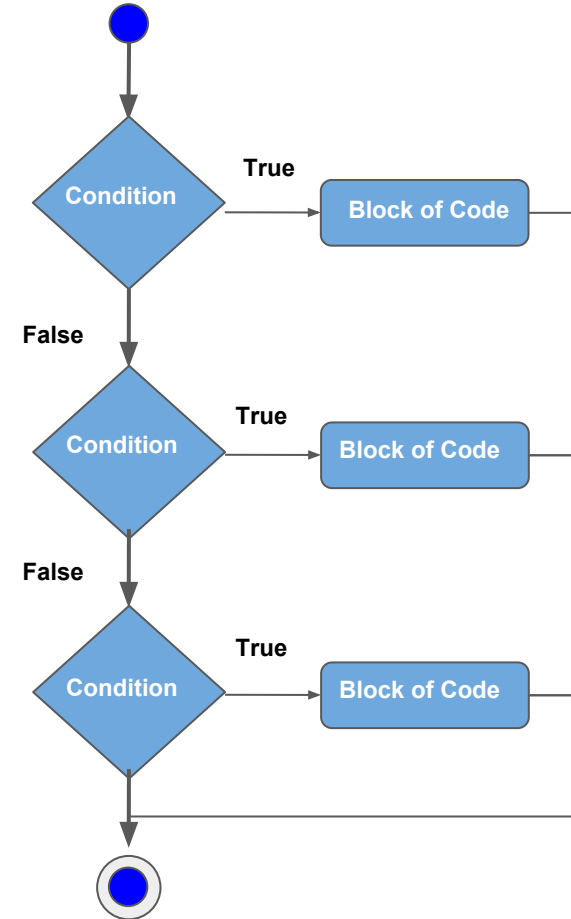 True
Condition
Block of Code
False
True
Condition
Block of Code
False
True
Condition
Block of Code